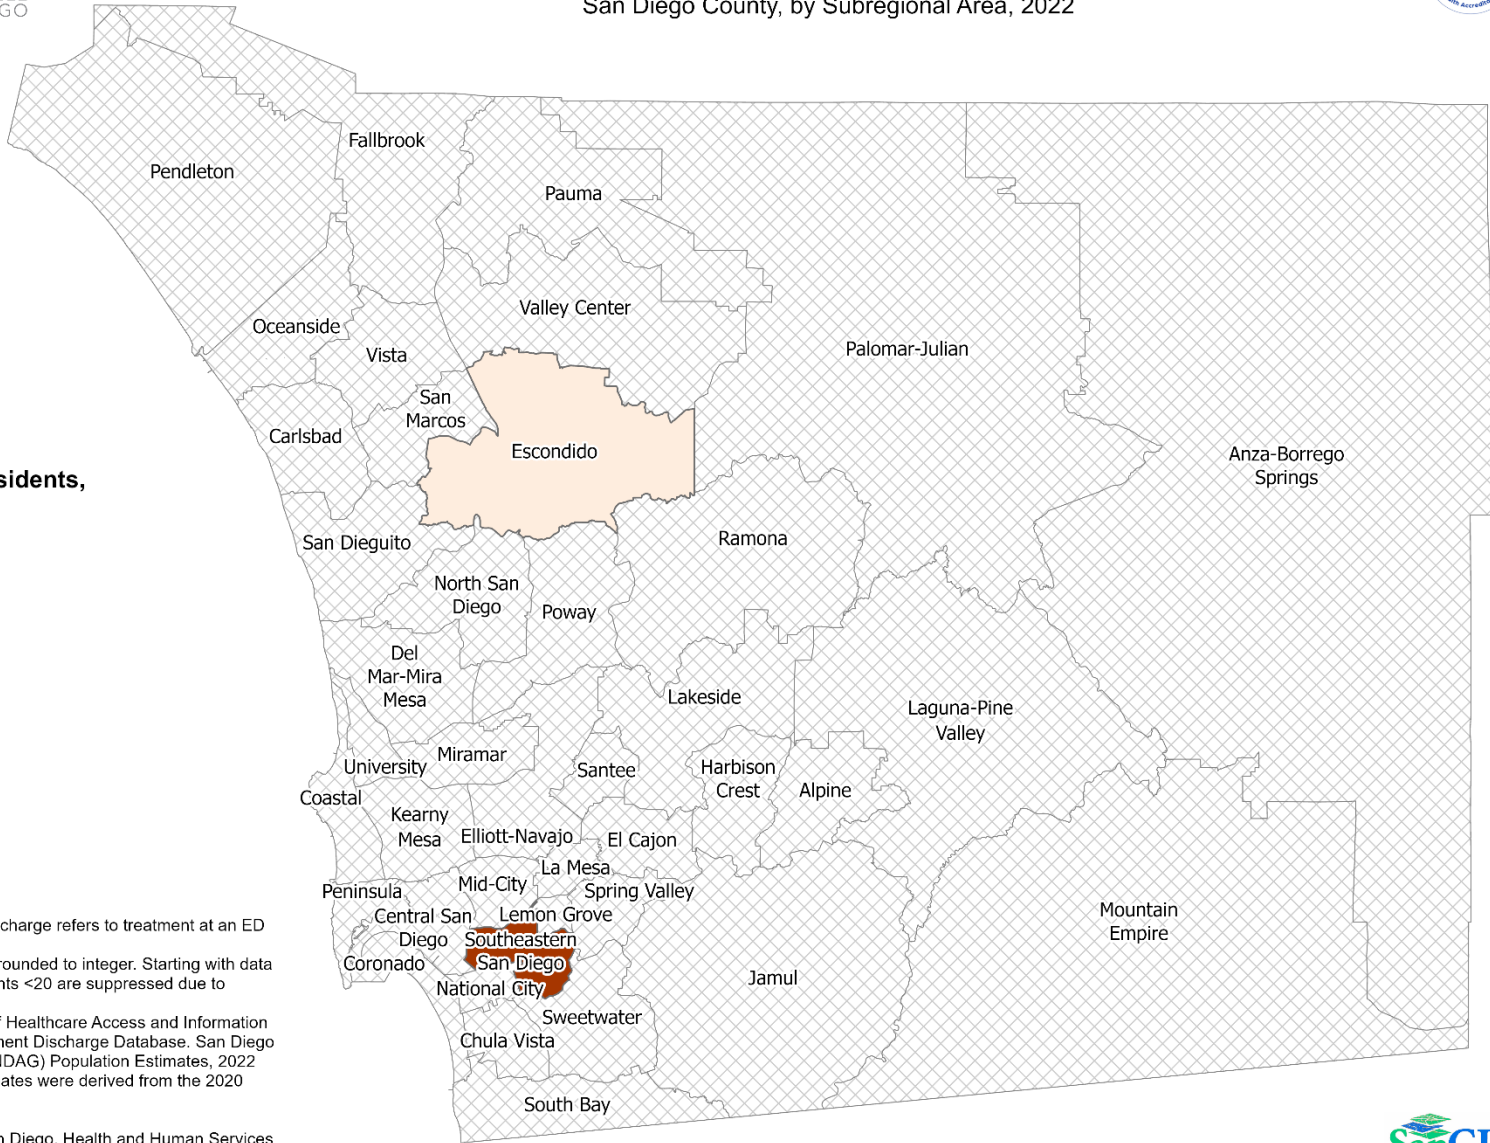 GO
San Diego County, by Subregional Area, 2022
Pendleton
Fallbrook
Pauma
Oceanside
Vista
Valley Center
Palomar-Julian
San
Marcos
Carlsbad
Escondido
Anza-Borrego
Springs
sidents,
San Dieguito
Ramona
North San
Diego
Poway
Del
Mar-Mira
Mesa
Lakeside
Laguna-Pine
Valley
Miramar
University
Santee
Harbison
Crest
Alpine
Coastal
Kearny
Mesa
Elliott-Navajo
El Cajon
La Mesa
Mid-City
Peninsula
Spring Valley
Central San
Diego
Lemon Grove
Mountain
Empire
Southeastern
San Diego
Coronado
National City
Jamul
Sweetwater
Chula Vista
South Bay
charge refers to treatment at an ED
rounded to integer. Starting with data
nts <20 are suppressed due to
f Healthcare Access and Information
nent Discharge Database. San Diego
NDAG) Population Estimates, 2022
ates were derived from the 2020
n Diego, Health and Human Services